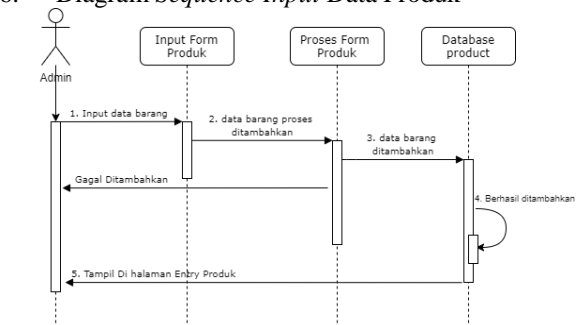 Diagram Sequence Input Data Produk
Input Form
Produk
Proses Form
Produk
Database
product
Admin
1. Input data barang
2. data barang proses
ditambahkan
3. data barang
ditambahkan
Gagal Ditambahkan
4. Berhasil ditambahkan
5. Tampil Di halaman Entry Produk